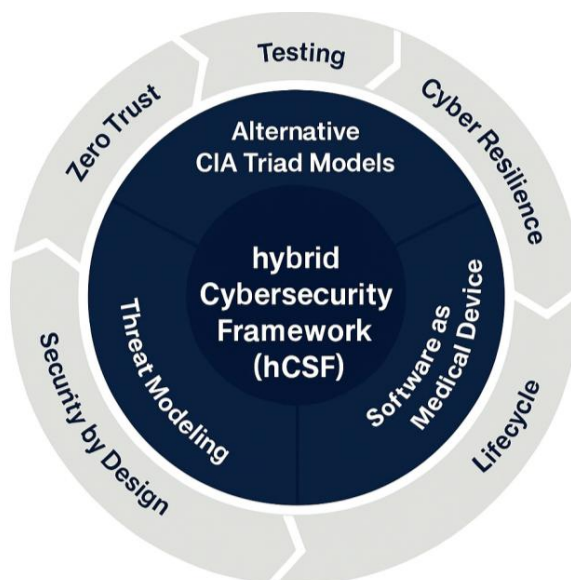 Testing
Cyber Resilience
Lifecycle
Security by Design
Zero Trust
Alternative
CIA Triad Models
Software as
Medical Device
Threat Modeling
hybrid
Cybersecurity
Framework
(hCSF)